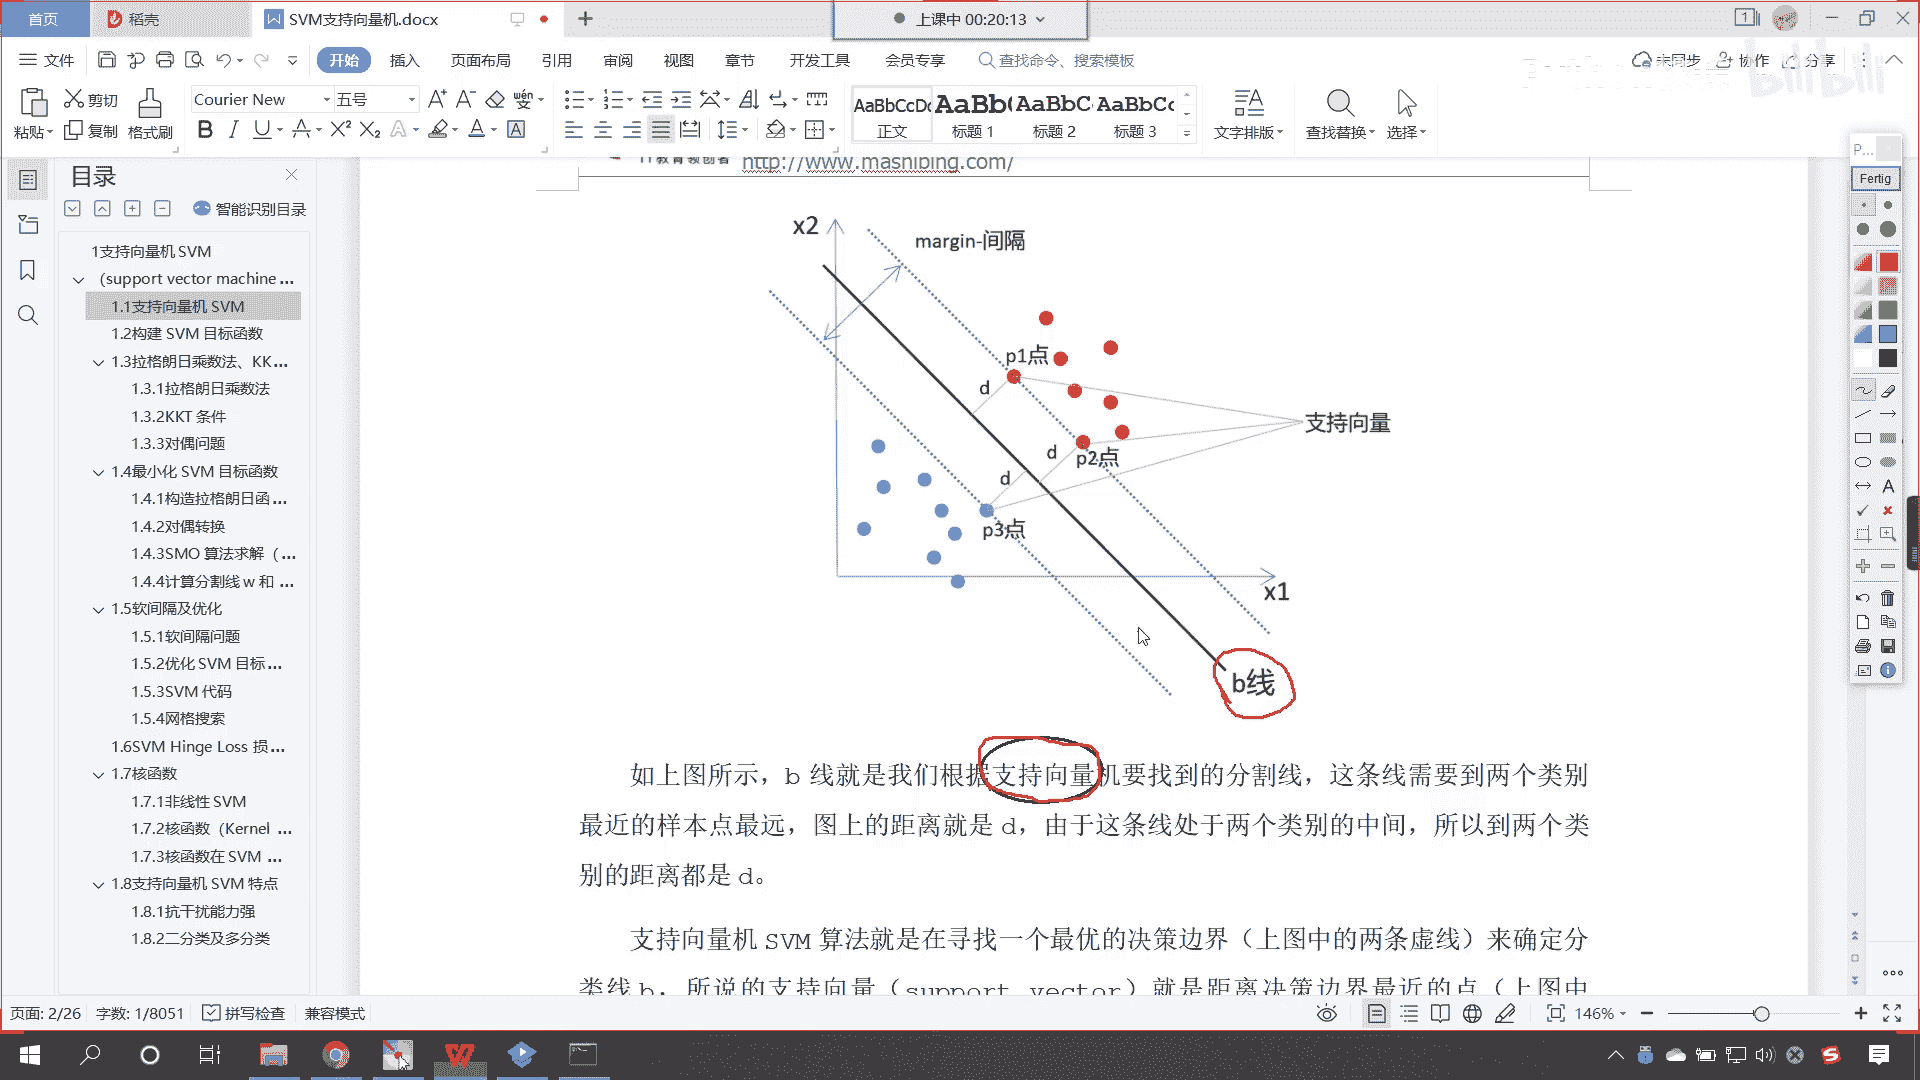 首页
稻壳
SVM支持向量机.docx
上课中 00:20:13
文件
开始
插入
页面布局
引用
审阅
视图
章节
开发工具
会员专享
查找命令、搜索模板
未同步
协作
分享
bilibili
粘贴
剪切
复制
格式刷
Courier New
五号
AaBbCcDd
正文
AaBb(
标题 1
AaBbC
标题 2
AaBbCc
标题 3
文字排版
查找替换
选择
P...
Fertig
目录
智能识别目录
1支持向量机 SVM
(support vector machine ...
1.1支持向量机 SVM
1.2构建 SVM 目标函数
1.3拉格朗日乘数法、KK...
1.3.1拉格朗日乘数法
1.3.2KKT 条件
1.3.3对偶问题
1.4最小化 SVM 目标函数
1.4.1构造拉格朗日函 ...
1.4.2对偶转换
1.4.3SMO 算法求解（ ...
1.4.4计算分割线 w 和 ...
1.5软间隔及优化
1.5.1软间隔问题
1.5.2优化 SVM 目标 ...
1.5.3SVM 代码
1.5.4网格搜索
1.6SVM Hinge Loss 损...
1.7核函数
1.7.1非线性 SVM
1.7.2核函数（Kernel ...
1.7.3核函数在 SVM ...
1.8支持向量机 SVM 特点
1.8.1抗干扰能力强
1.8.2二分类及多分类
IT教育领创者 http://www.mashibing.com/
x2
margin-间隔
p1点
d
支持向量
d
p2点
d
p3点
x1
b线
如上图所示，b 线就是我们根据支持向量机要找到的分割线，这条线需要到两个类别
最近的样本点最远，图上的距离就是 d，由于这条线处于两个类别的中间，所以到两个类
别的距离都是 d。
支持向量机 SVM 算法就是在寻找一个最优的决策边界（上图中的两条虚线）来确定分
类线 b，所说的支持向量（support vector）就是距离决策边界最近的点（上图中
页面: 2/26
字数: 1/8051
拼写检查
兼容模式
146%